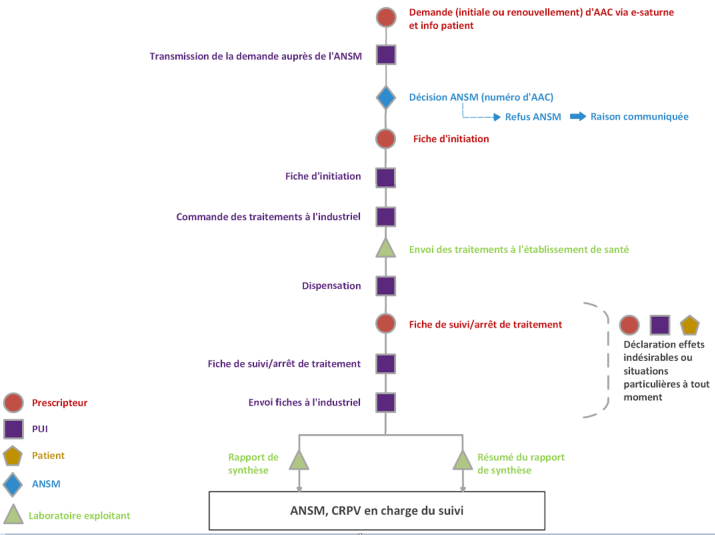 Demande (initiale ou renouvellement) d'AAC via e-saturne
et info patient
Transmission de la demande auprès de l'ANSM
Décision ANSM (numéro d'AAC)
Refus ANSM
Raison communiquée
Fiche d'initiation
Fiche d'initiation
Commande des traitements à l'industriel
Envoi des traitements à l'établissement de santé
Dispensation
Fiche de suivi/arrêt de traitement
Déclaration effets
indésirables ou
situations
particulières à tout
moment
Fiche de suivi/arrêt de traitement
Envoi fiches à l'industriel
Prescripteur
PUI
Patient
ANSM
Laboratoire exploitant
Rapport de
synthèse
Résumé du rapport
de synthèse
ANSM, CRPV en charge du suivi